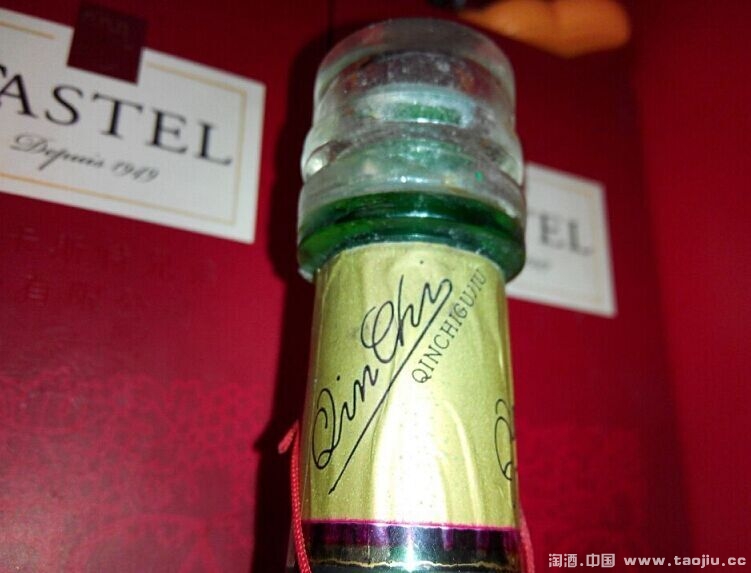 ASTEL
Depuis 1949
TEL
Qin Chi
QINCHIGUJIU
淘酒.中国 www.taojiu.cc